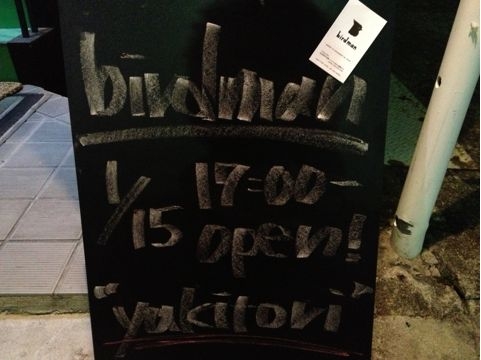 birdman
birdman
1/15 17:00-
open!
"yakitori"